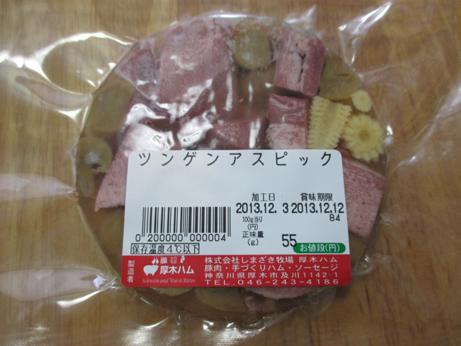 ツンゲンアスピック
加工日 賞味期限
2013.12. 3 2013.12.12
100g当り 84
(円)
正味量
(g) 55 お値段(円)
0 200000 000004
保存温度4℃以下
製造者
厚木ハム
株式会社しまざき牧場 厚木ハム
豚肉・手づくりハム・ソーセージ
神奈川県厚木市及川1142-1
TEL.046-243-4186